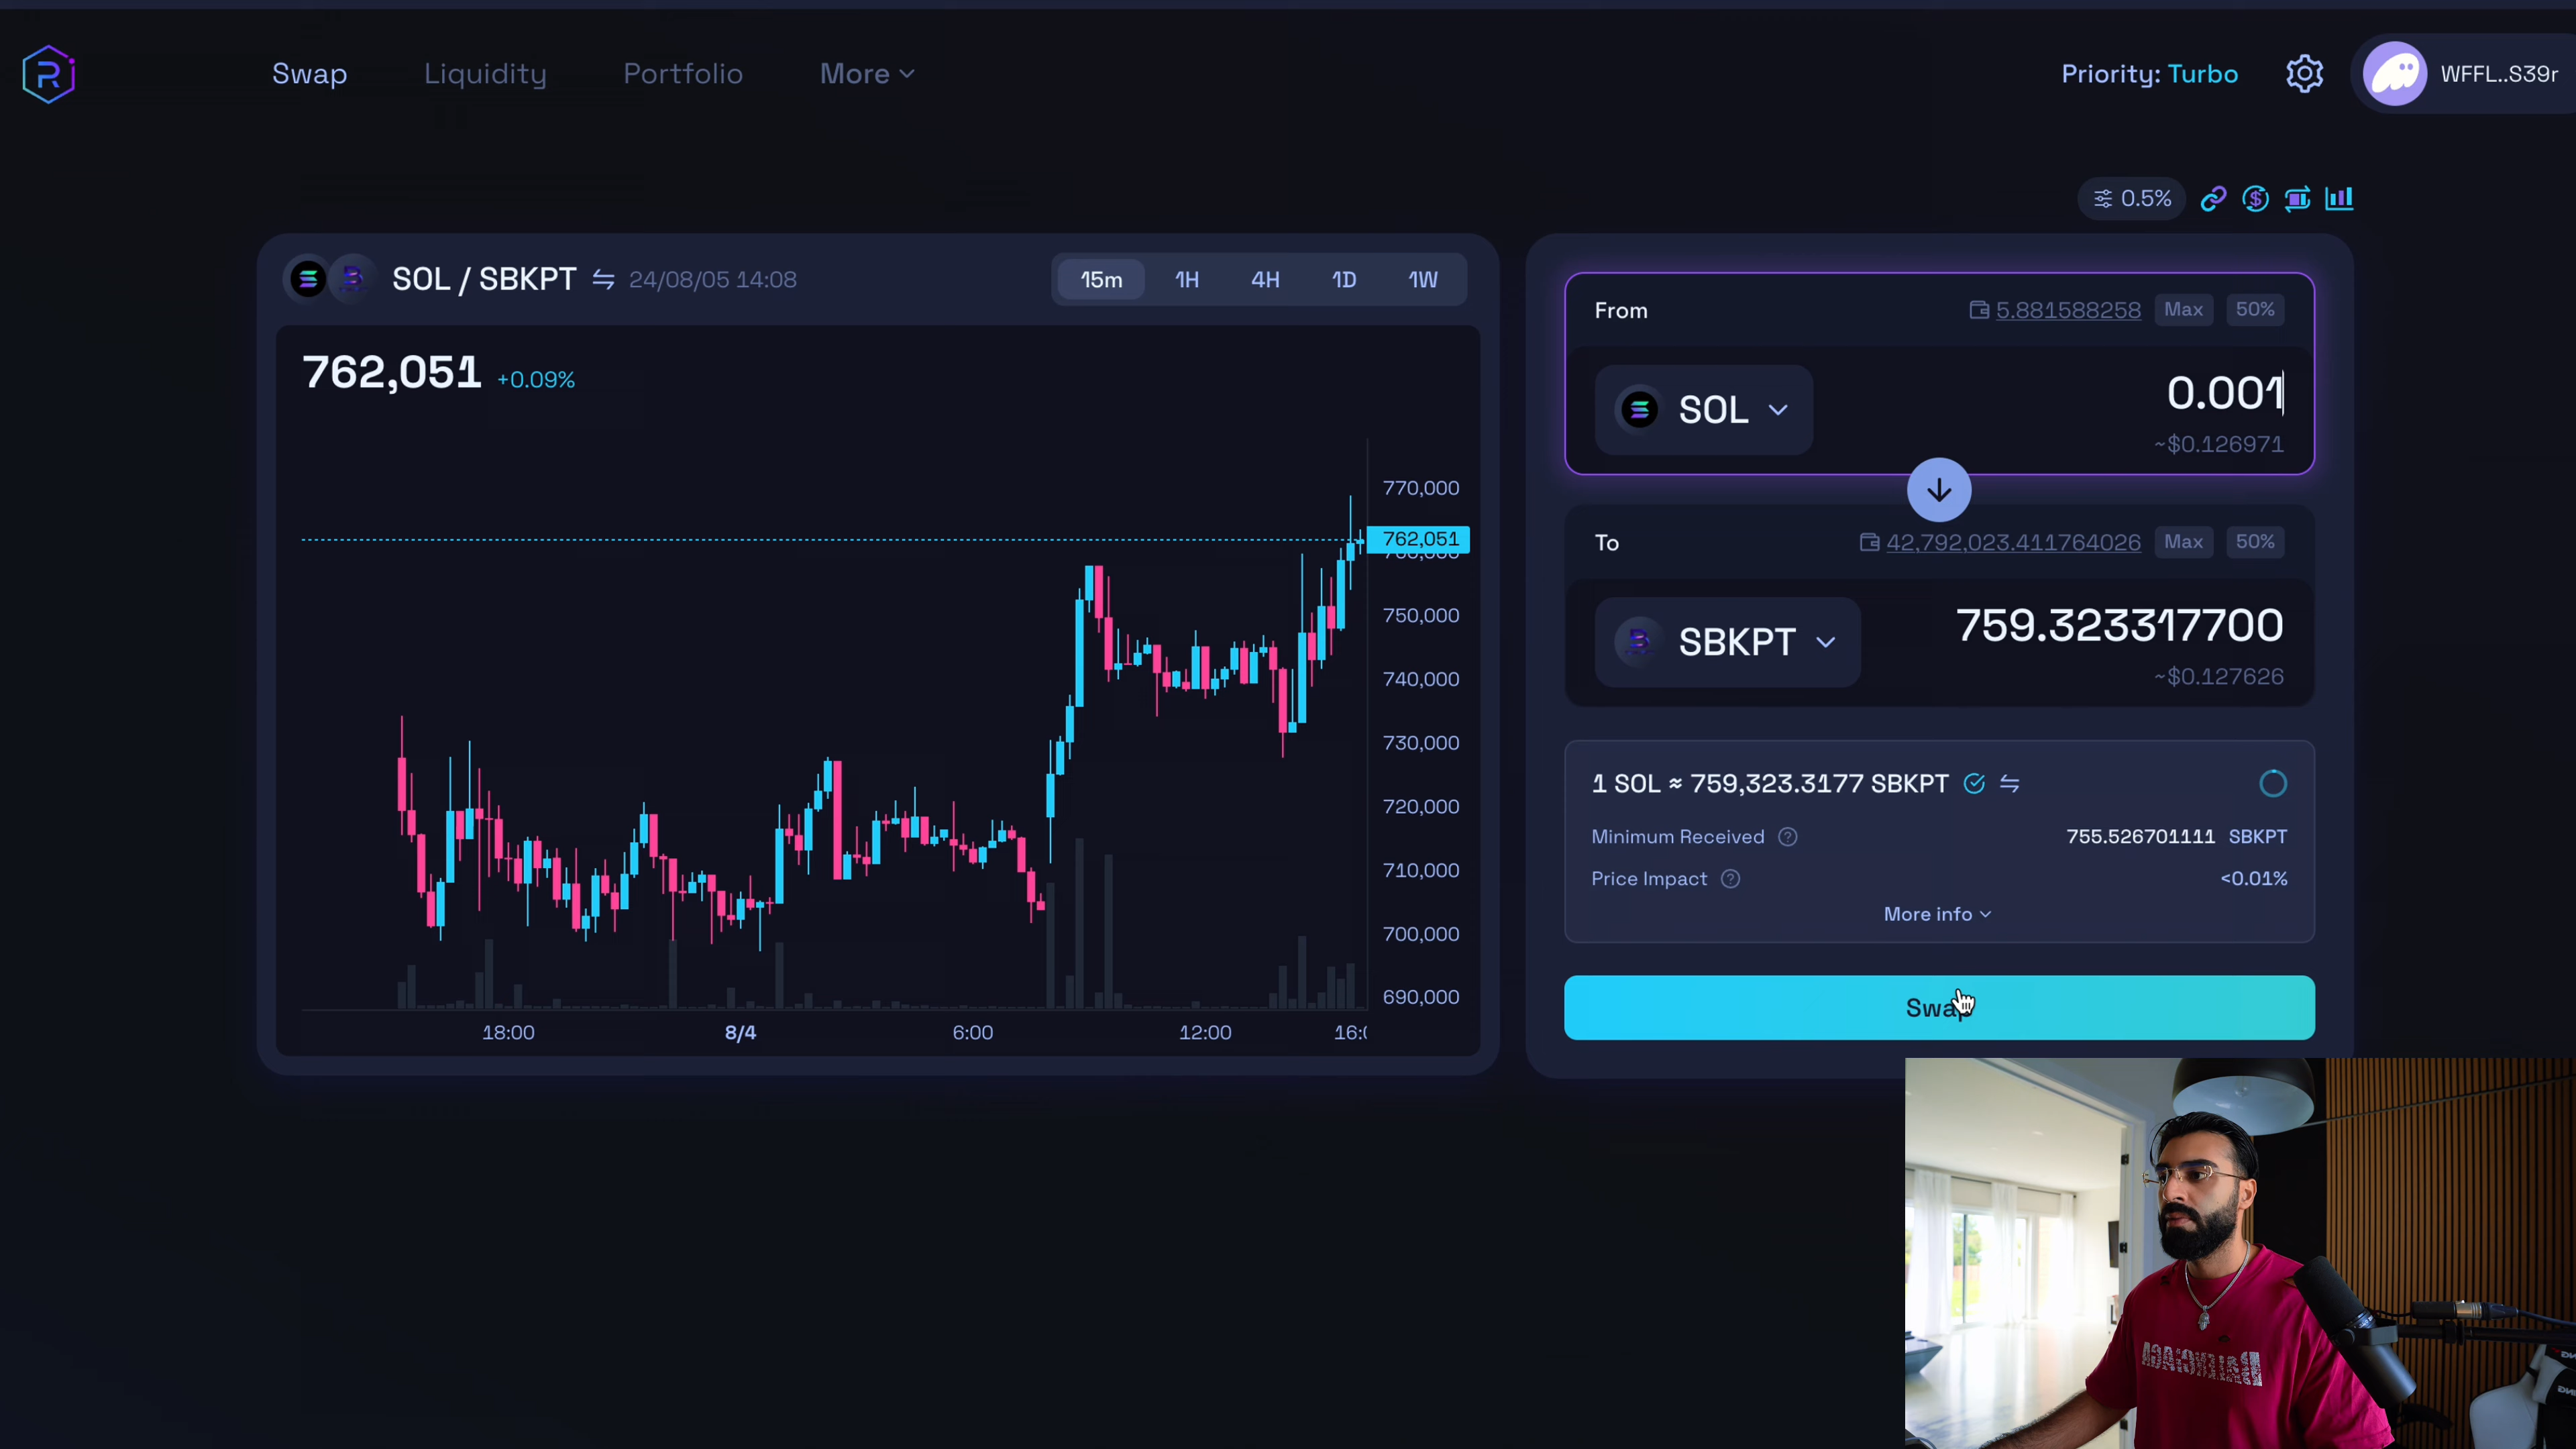 Swap
Liquidity
Portfolio
More
Priority: Turbo
WFFL..S39r
0.5%
SOL / SBKPT
24/08/05 14:08
15m
1H
4H
1D
1W
762,051 +0.09%
770,000
762,051
750,000
740,000
730,000
720,000
710,000
700,000
690,000
18:00
8/4
6:00
12:00
From
5.881588258
Max
50%
SOL
0.001
~$0.126971
To
42,792,023.411764026
Max
50%
SBKPT
759.323317700
~$0.127626
1 SOL ≈ 759,323.3177 SBKPT
Minimum Received
755.526701111 SBKPT
Price Impact
<0.01%
More info
Swap